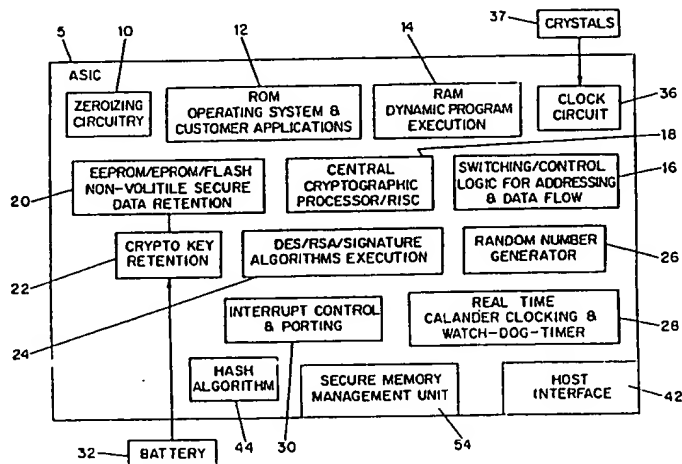 37
CRYSTALS
5
10
12
14
ASIC
ZEROIZING
CIRCUITRY
ROM
OPERATING SYSTEM &
CUSTOMER APPLICATIONS
RAM
DYNAMIC PROGRAM
EXECUTION
CLOCK
CIRCUIT
36
18
EEPROM/EPROM/FLASH
NON-VOLITILE SECURE
DATA RETENTION
CENTRAL
CRYPTOGRAPHIC
PROCESSOR/RISC
SWITCHING/CONTROL
LOGIC FOR ADDRESSING
& DATA FLOW
16
20
CRYPTO KEY
RETENTION
DES/RSA/SIGNATURE
ALGORITHMS EXECUTION
RANDOM NUMBER
GENERATOR
26
22
INTERRUPT CONTROL
& PORTING
REAL TIME
CALANDER CLOCKING &
WATCH-DOG-TIMER
28
24
HASH
ALGORITHM
SECURE MEMORY
MANAGEMENT UNIT
HOST
INTERFACE
42
32
BATTERY
44
30
54